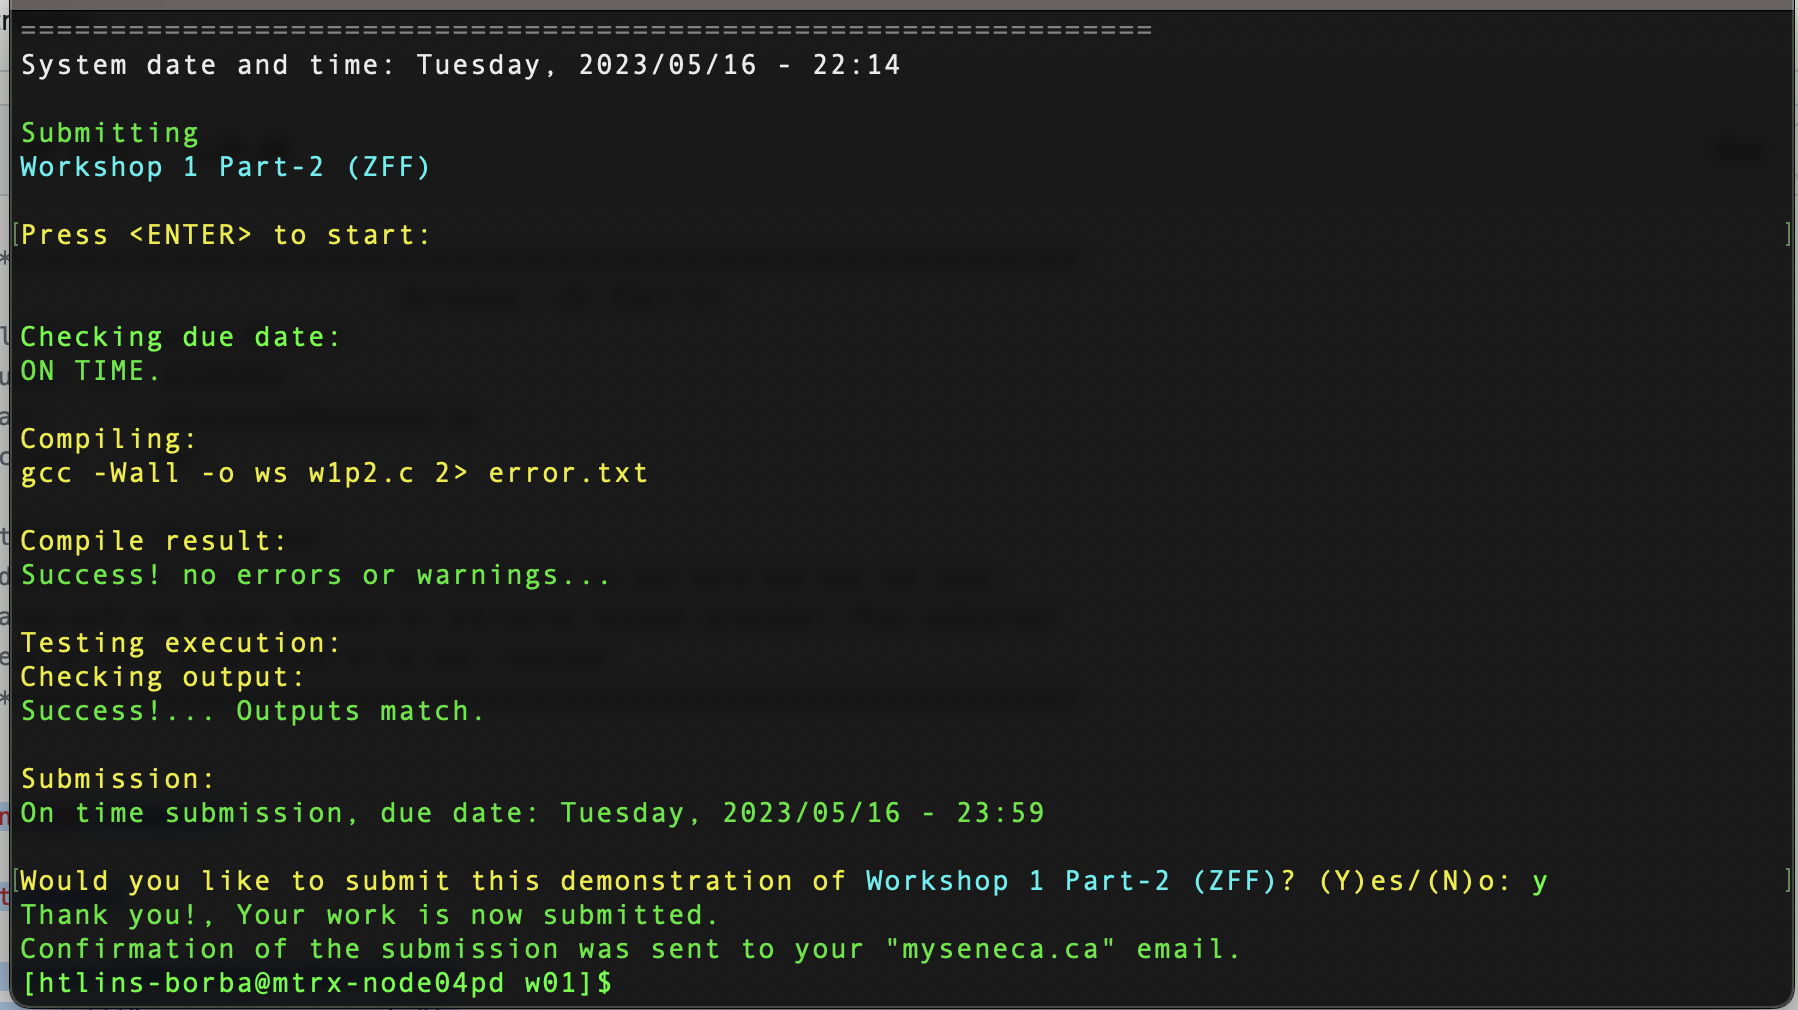 ===============================================================
System date and time: Tuesday, 2023/05/16 - 22:14
Submitting
Workshop 1 Part-2 (ZFF)
[Press <ENTER> to start: ]
Checking due date:
ON TIME.
Compiling:
gcc -Wall -o ws w1p2.c 2> error.txt
Compile result:
Success! no errors or warnings...
Testing execution:
Checking output:
Success!... Outputs match.
Submission:
On time submission, due date: Tuesday, 2023/05/16 - 23:59
[Would you like to submit this demonstration of Workshop 1 Part-2 (ZFF)? (Y)es/(N)o: y ]
Thank you!, Your work is now submitted.
Confirmation of the submission was sent to your "myseneca.ca" email.
[htlins-borba@mtrx-node04pd w01]$